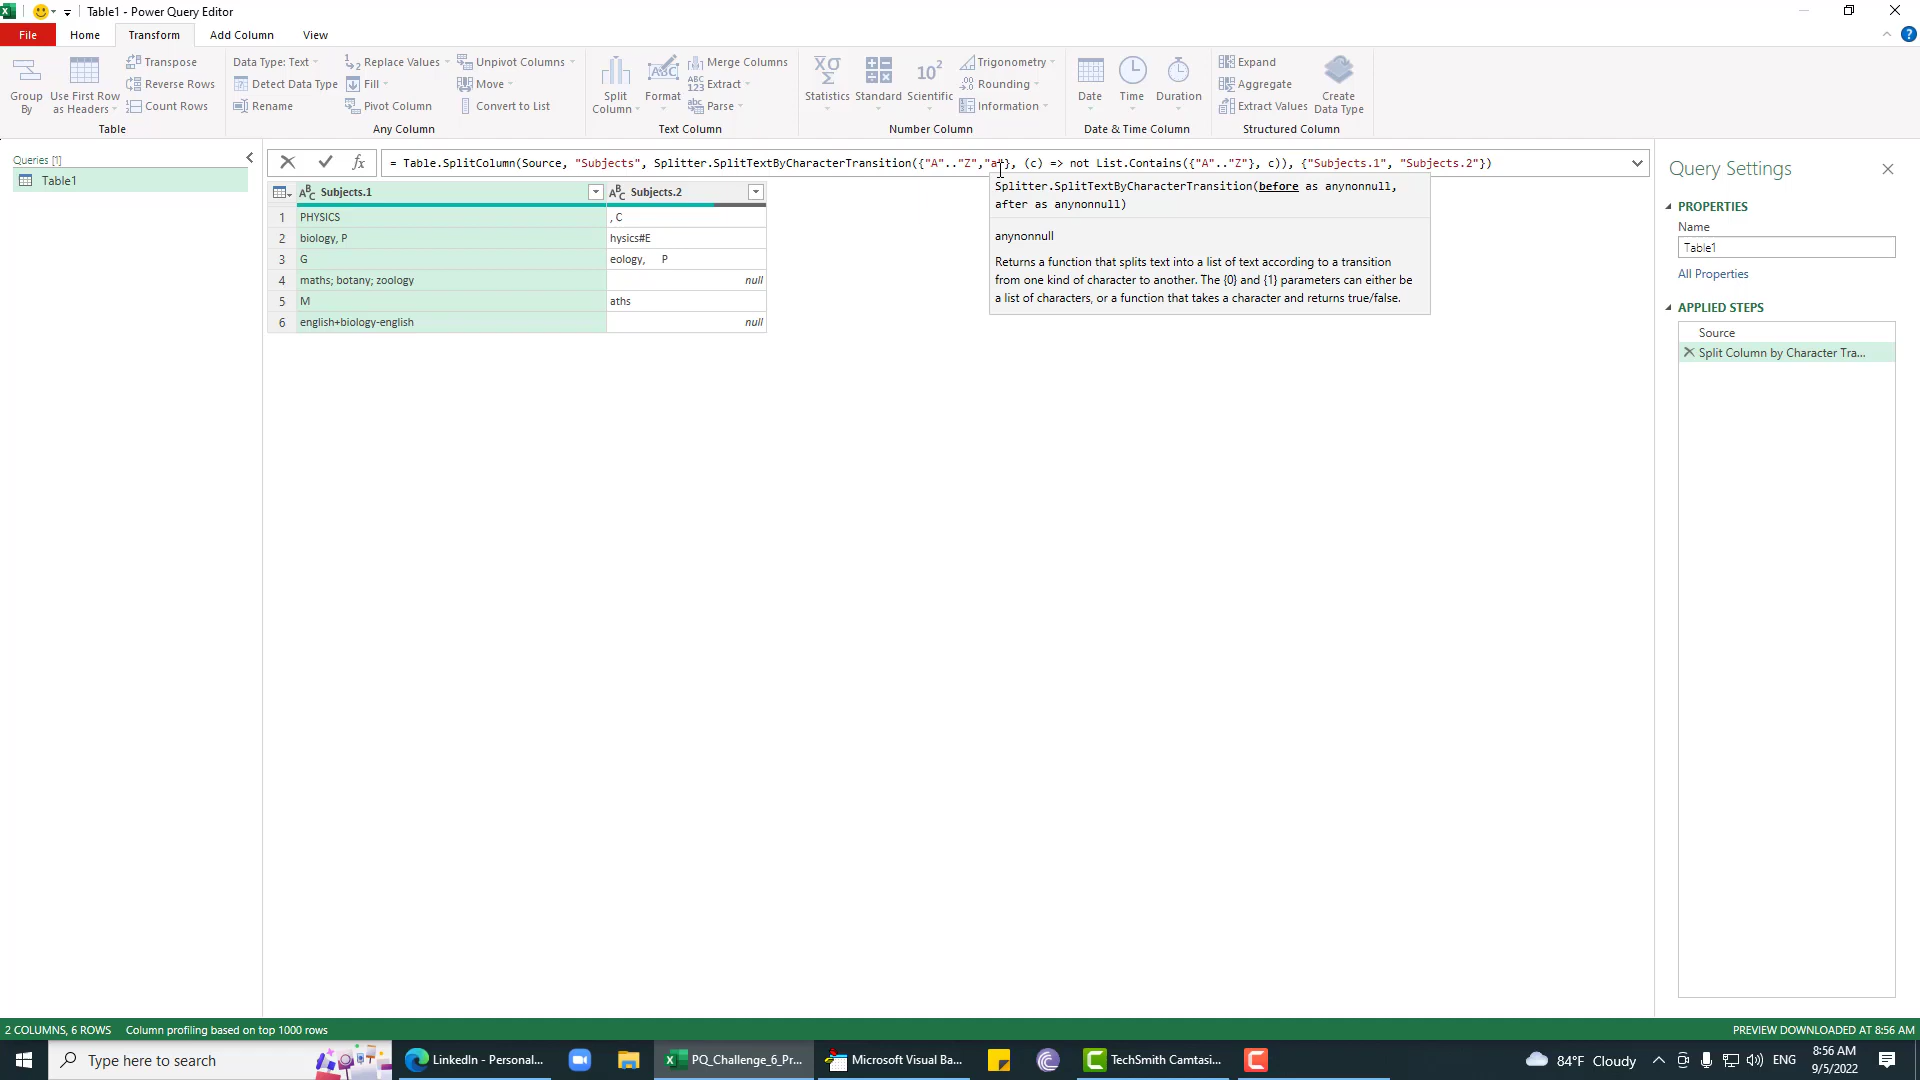 Table1 - Power Query Editor
File Home Transform Add Column View
Group By
Use First Row as Headers
Transpose
Reverse Rows
Count Rows
Table
Data Type: Text
Detect Data Type
Rename
Replace Values
Fill
Pivot Column
Unpivot Columns
Move
Convert to List
Any Column
Split Column
Format
Merge Columns
Extract
Parse
Text Column
Statistics
Standard
Scientific
Trigonometry
Rounding
Information
Number Column
Date
Time
Duration
Date & Time Column
Expand
Aggregate
Extract Values
Create Data Type
Structured Column
Queries [1]
Table1
= Table.SplitColumn(Source, "Subjects", Splitter.SplitTextByCharacterTransition({"A".."Z","a"}, (c) => not List.Contains({"A".."Z"}, c)), {"Subjects.1", "Subjects.2"})
Splitter.SplitTextByCharacterTransition(before as anynonnull,
after as anynonnull)
anynonnull
Returns a function that splits text into a list of text according to a transition
from one kind of character to another. The {0} and {1} parameters can either be
a list of characters, or a function that takes a character and returns true/false.
Subjects.1 Subjects.2
1 PHYSICS , C
2 biology, P hysics#E
3 G eology, P
4 maths; botany; zoology null
5 M aths
6 english+biology-english null
Query Settings
PROPERTIES
Name
Table1
All Properties
APPLIED STEPS
Source
Split Column by Character Tra...
2 COLUMNS, 6 ROWS Column profiling based on top 1000 rows
PREVIEW DOWNLOADED AT 8:56 AM
Type here to search
LinkedIn - Personal...
PQ_Challenge_6_Pr...
Microsoft Visual Ba...
TechSmith Camtasi...
84°F Cloudy
ENG
8:56 AM
9/5/2022